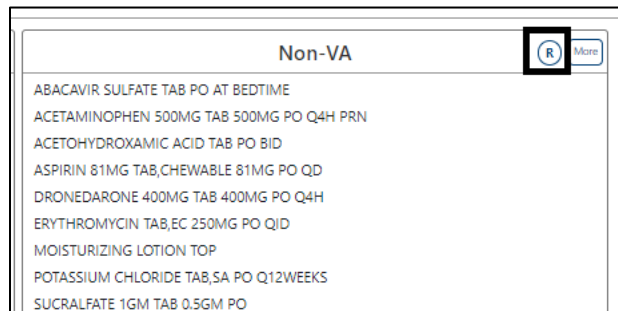 Non-VA
R
More
ABACAVIR SULFATE TAB PO AT BEDTIME
ACETAMINOPHEN 500MG TAB 500MG PO Q4H PRN
ACETOHYDROXAMIC ACID TAB PO BID
ASPIRIN 81MG TAB,CHEWABLE 81MG PO QD
DRONEDARONE 400MG TAB 400MG PO Q4H
ERYTHROMYCIN TAB,EC 250MG PO QID
MOISTURIZING LOTION TOP
POTASSIUM CHLORIDE TAB,SA PO Q12WEEKS
SUCRALFATE 1GM TAB 0.5GM PO